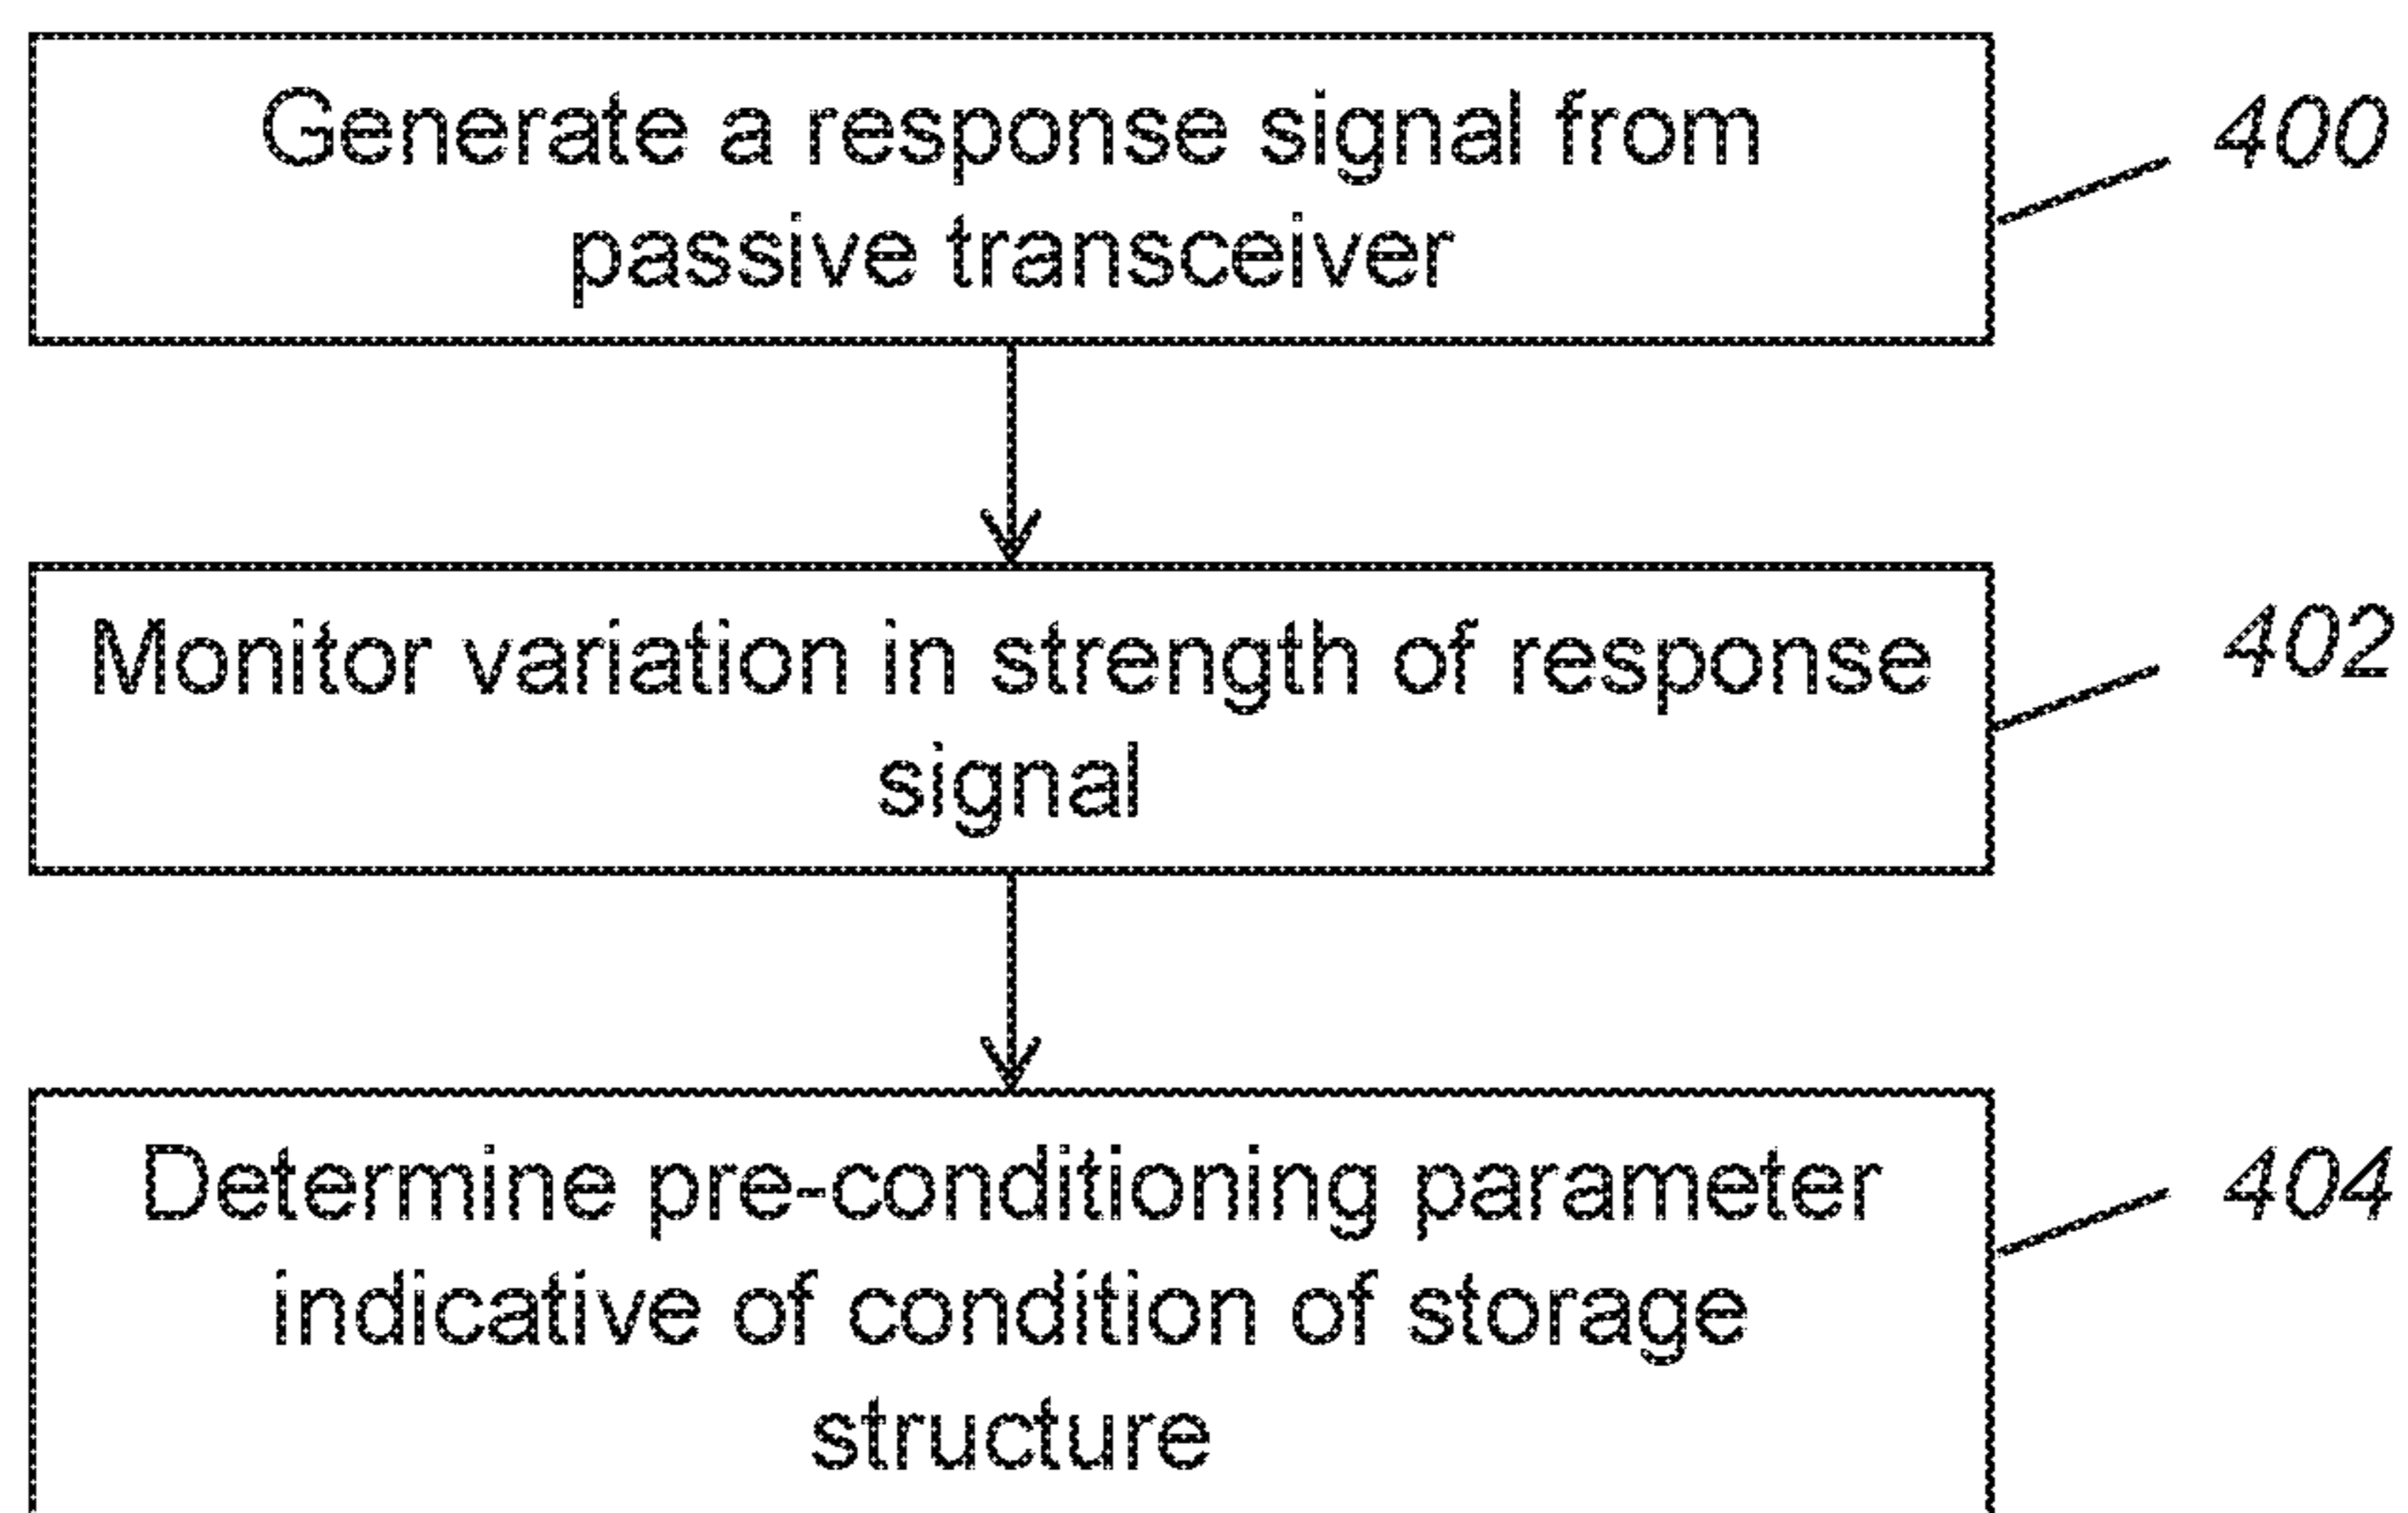 Generate a response signal from
passive transceiver
400
Monitor variation in strength of response
signal
402
Determine pre-conditioning parameter
indicative of condition of storage
structure
404